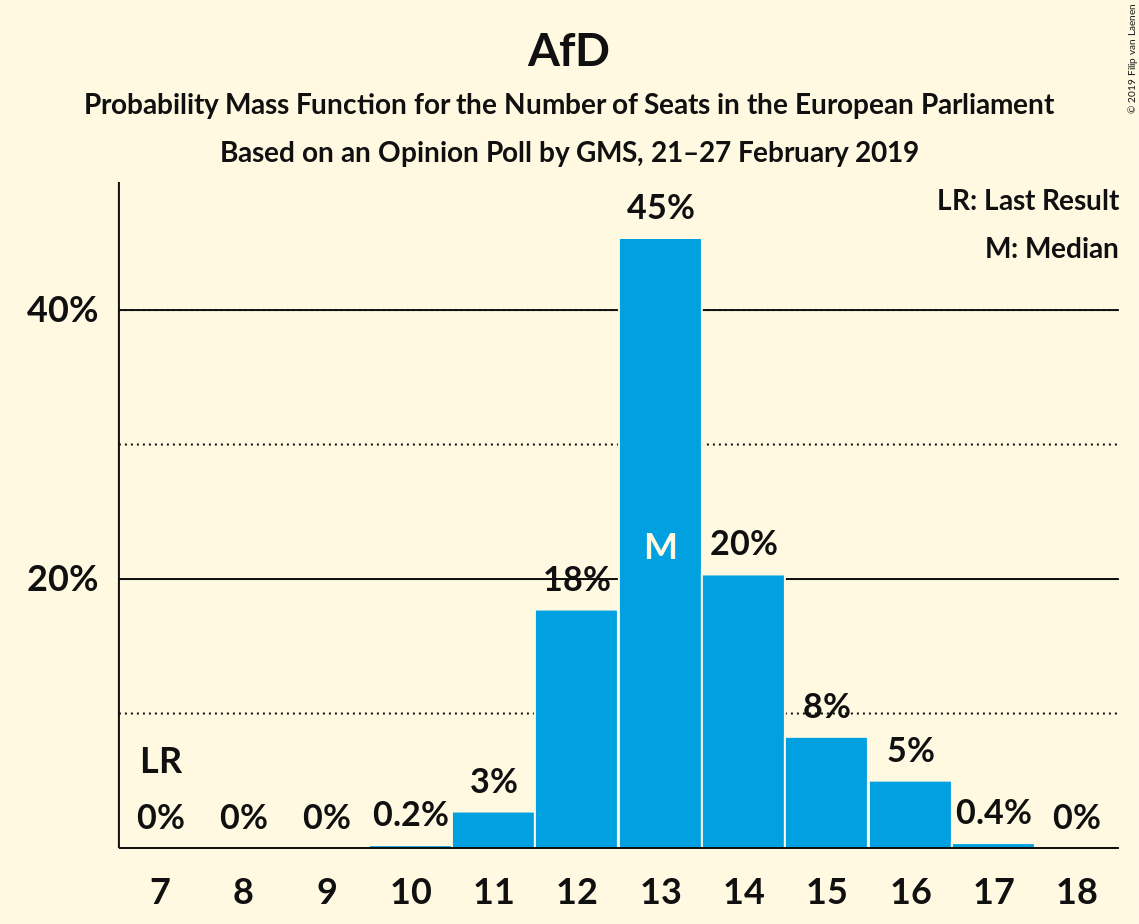 AfD
Probability Mass Function for the Number of Seats in the European Parliament
Based on an Opinion Poll by GMS, 21–27 February 2019
© 2019 Filip van Laenen
LR: Last Result
M: Median
45%
40%
M
20%
20%
18%
8%
5%
LR
3%
0%
0%
0%
0.2%
0.4%
0%
7 8 9 10 11 12 13 14 15 16 17 18